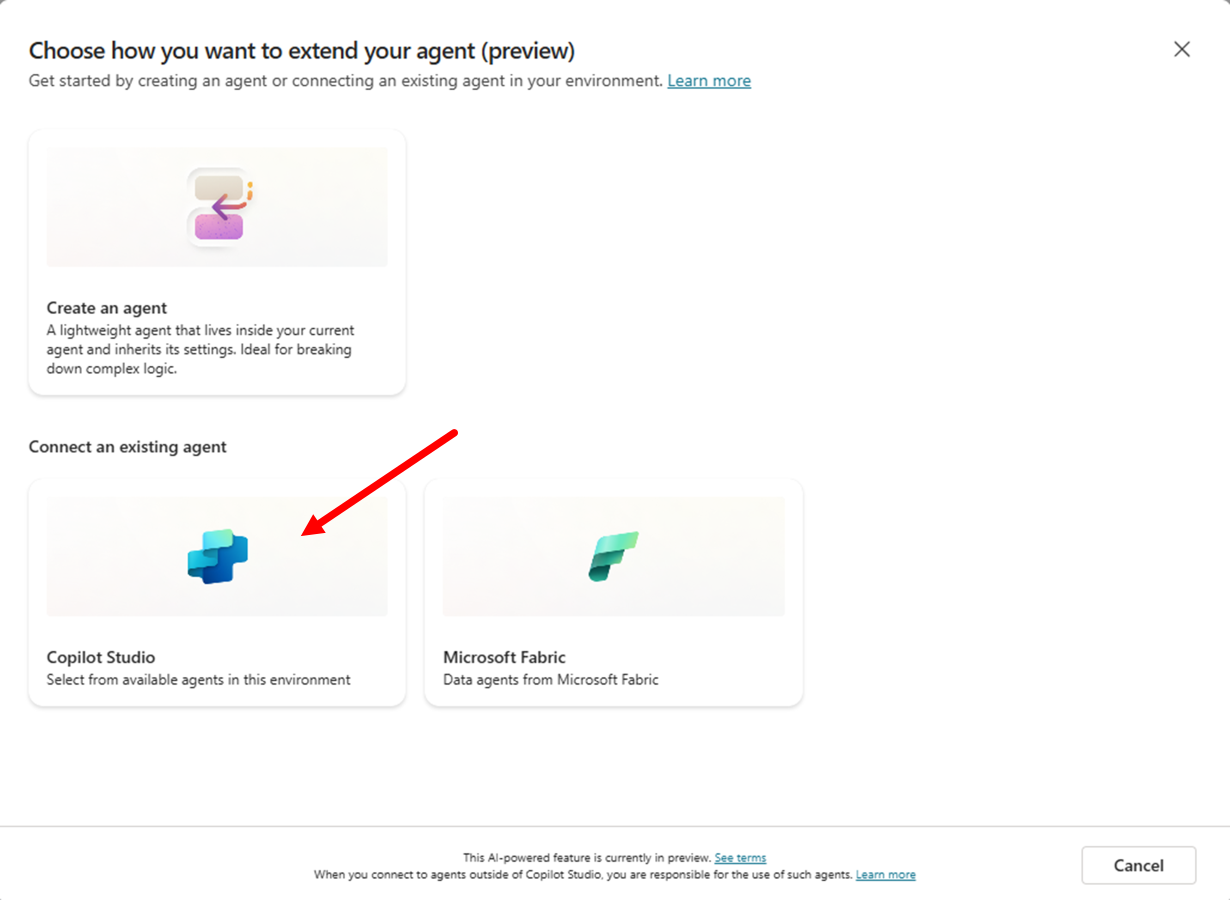 Choose how you want to extend your agent (preview)
Get started by creating an agent or connecting an existing agent in your environment. Learn more
Create an agent
A lightweight agent that lives inside your current
agent and inherits its settings. Ideal for breaking
down complex logic.
Connect an existing agent
Copilot Studio
Select from available agents in this environment
Microsoft Fabric
Data agents from Microsoft Fabric
This AI-powered feature is currently in preview. See terms
When you connect to agents outside of Copilot Studio, you are responsible for the use of such agents. Learn more
Cancel